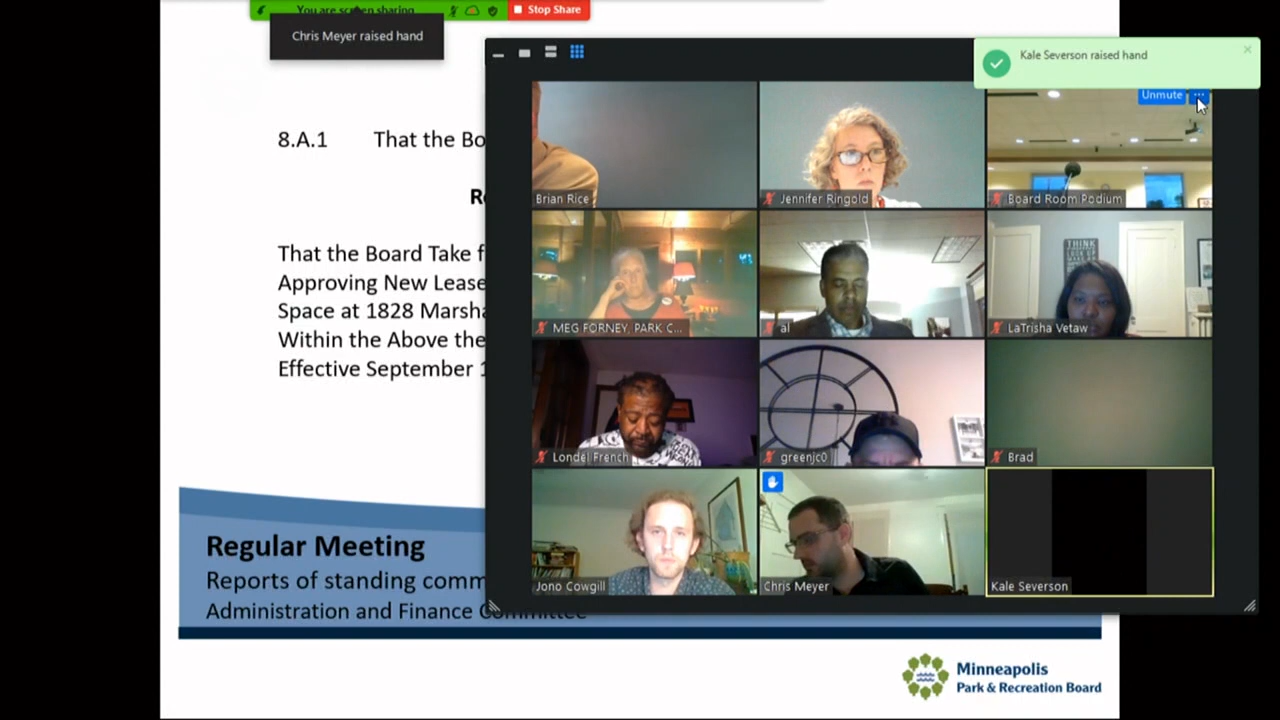 You are screen sharing
Stop Share
Chris Meyer raised hand
Kale Severson raised hand
Unmute
8.A.1 That the Bo
R
That the Board Take f
Approving New Lease
Space at 1828 Marsha
Within the Above the
Effective September 1
Brian Rice
Jennifer Ringold
Board Room Podium
MEG FORNEY, PARK C...
al
LaTrisha Vetaw
THINK
Londel French
greenjc0
Brad
Jono Cowgill
Chris Meyer
Kale Severson
Regular Meeting
Reports of standing comm
Administration and Finance Committee
Minneapolis
Park & Recreation Board